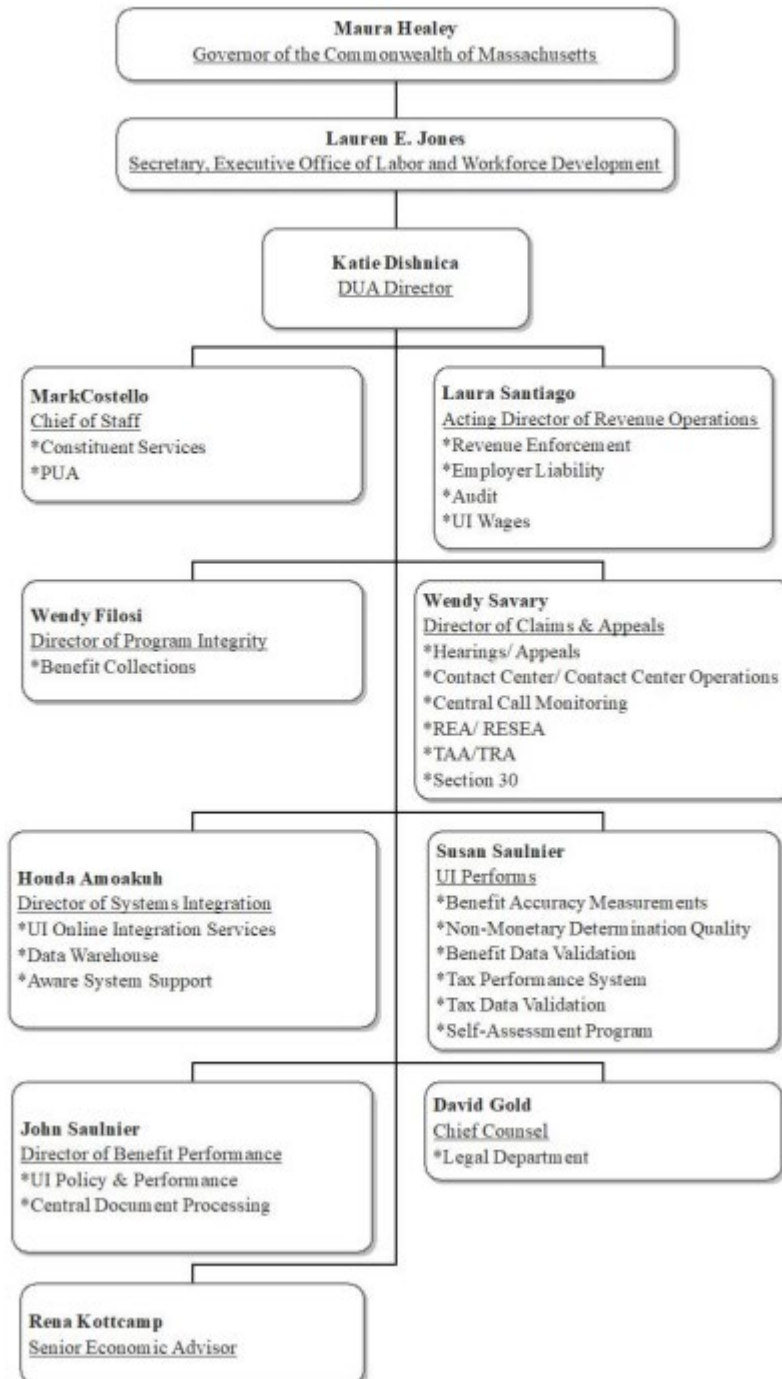 Maura Healey
Governor of the Commonwealth of Massachusetts
Lauren E. Jones
Secretary, Executive Office of Labor and Workforce Development
Katie Dishnica
DUA Director
MarkCostello
Chief of Staff
*Constituent Services
*PUA
Laura Santiago
Acting Director of Revenue Operations
*Revenue Enforcement
*Employer Liability
*Audit
*UI Wages
Wendy Filosi
Director of Program Integrity
*Benefit Collections
Wendy Savary
Director of Claims & Appeals
*Hearings/ Appeals
*Contact Center/ Contact Center Operations
*Central Call Monitoring
*REA/ RESEA
*TAA/TRA
*Section 30
Houda Amoakuh
Director of Systems Integration
*UI Online Integration Services
*Data Warehouse
*Aware System Support
Susan Saulnier
UI Performs
*Benefit Accuracy Measurements
*Non-Monetary Determination Quality
*Benefit Data Validation
*Tax Performance System
*Tax Data Validation
*Self-Assessment Program
John Saulnier
Director of Benefit Performance
*UI Policy & Performance
*Central Document Processing
David Gold
Chief Counsel
*Legal Department
Rena Kottcamp
Senior Economic Advisor